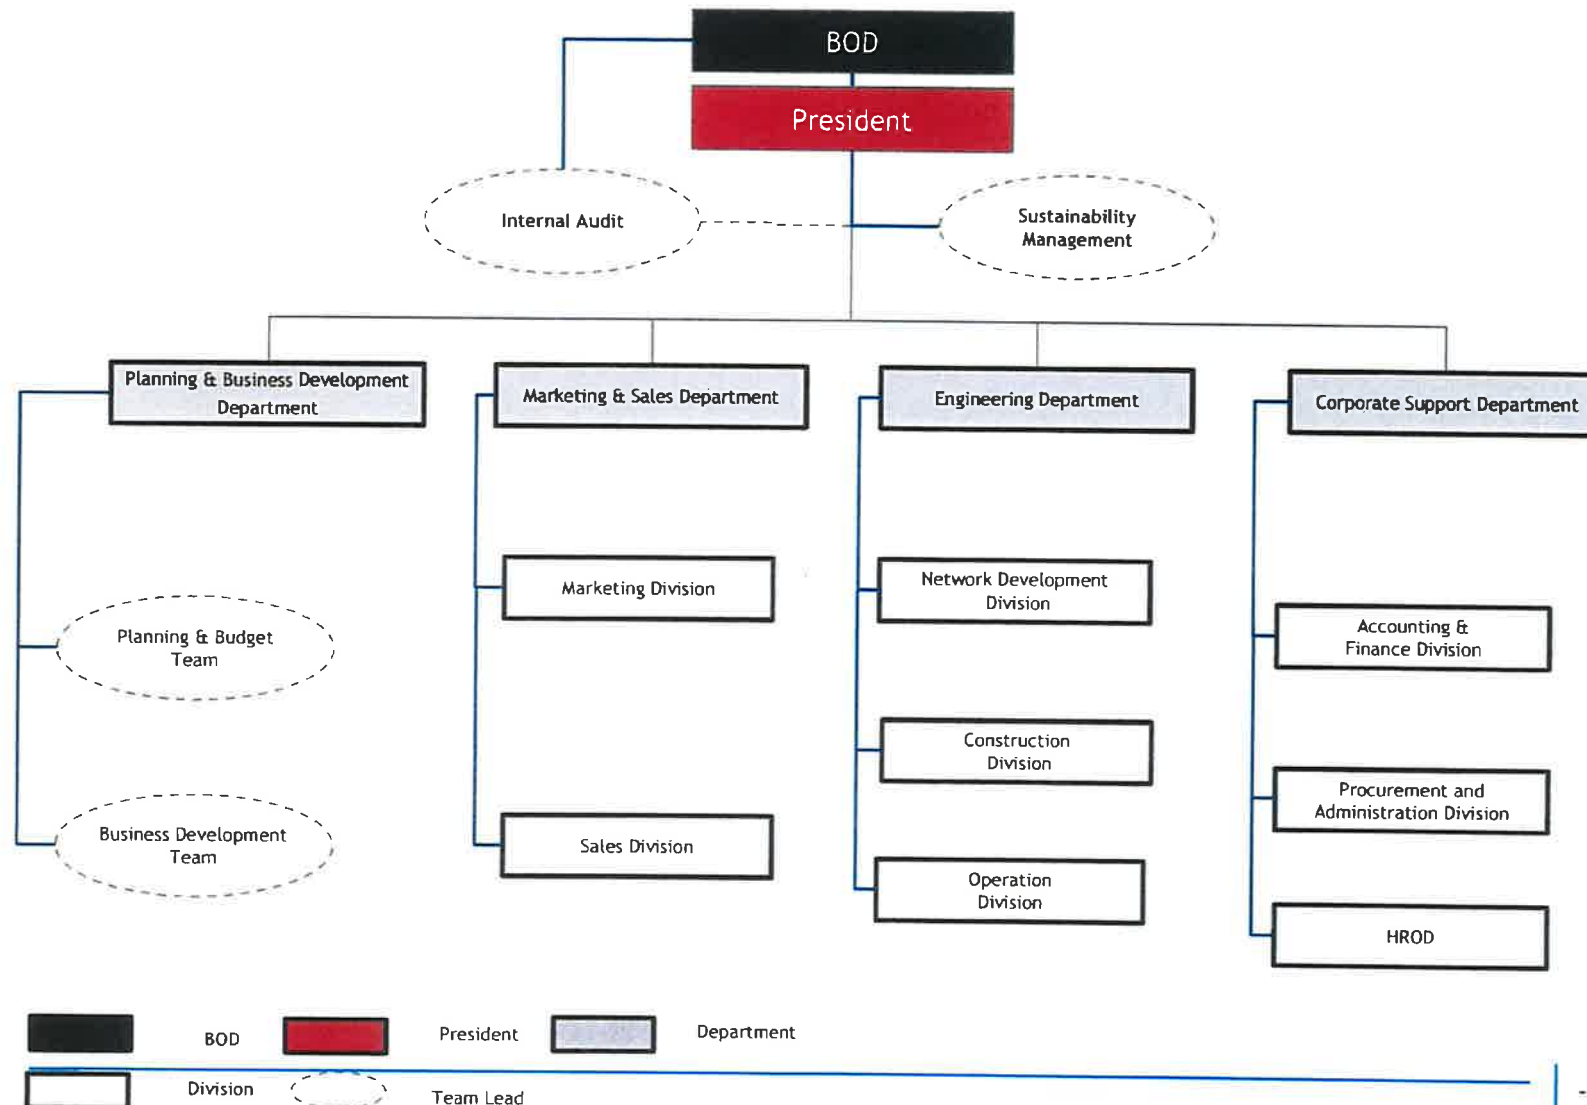 BOD
President
Internal Audit
Sustainability
Management
Planning & Business Development
Department
Marketing & Sales Department
Engineering Department
Corporate Support Department
Planning & Budget
Team
Business Development
Team
Marketing Division
Sales Division
Network Development
Division
Construction
Division
Operation
Division
Accounting &
Finance Division
Procurement and
Administration Division
HROD
BOD
President
Department
Division
Team Lead